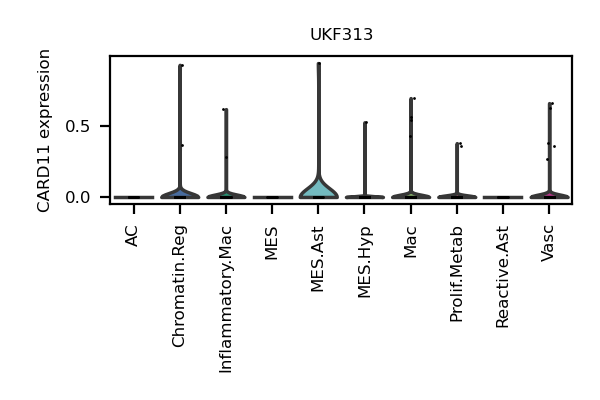 UKF313
CARD11 expression
0.5
0.0
AC
Chromatin.Reg
Inflammatory.Mac
MES
MES.Ast
MES.Hyp
Mac
Prolif.Metab
Reactive.Ast
Vasc